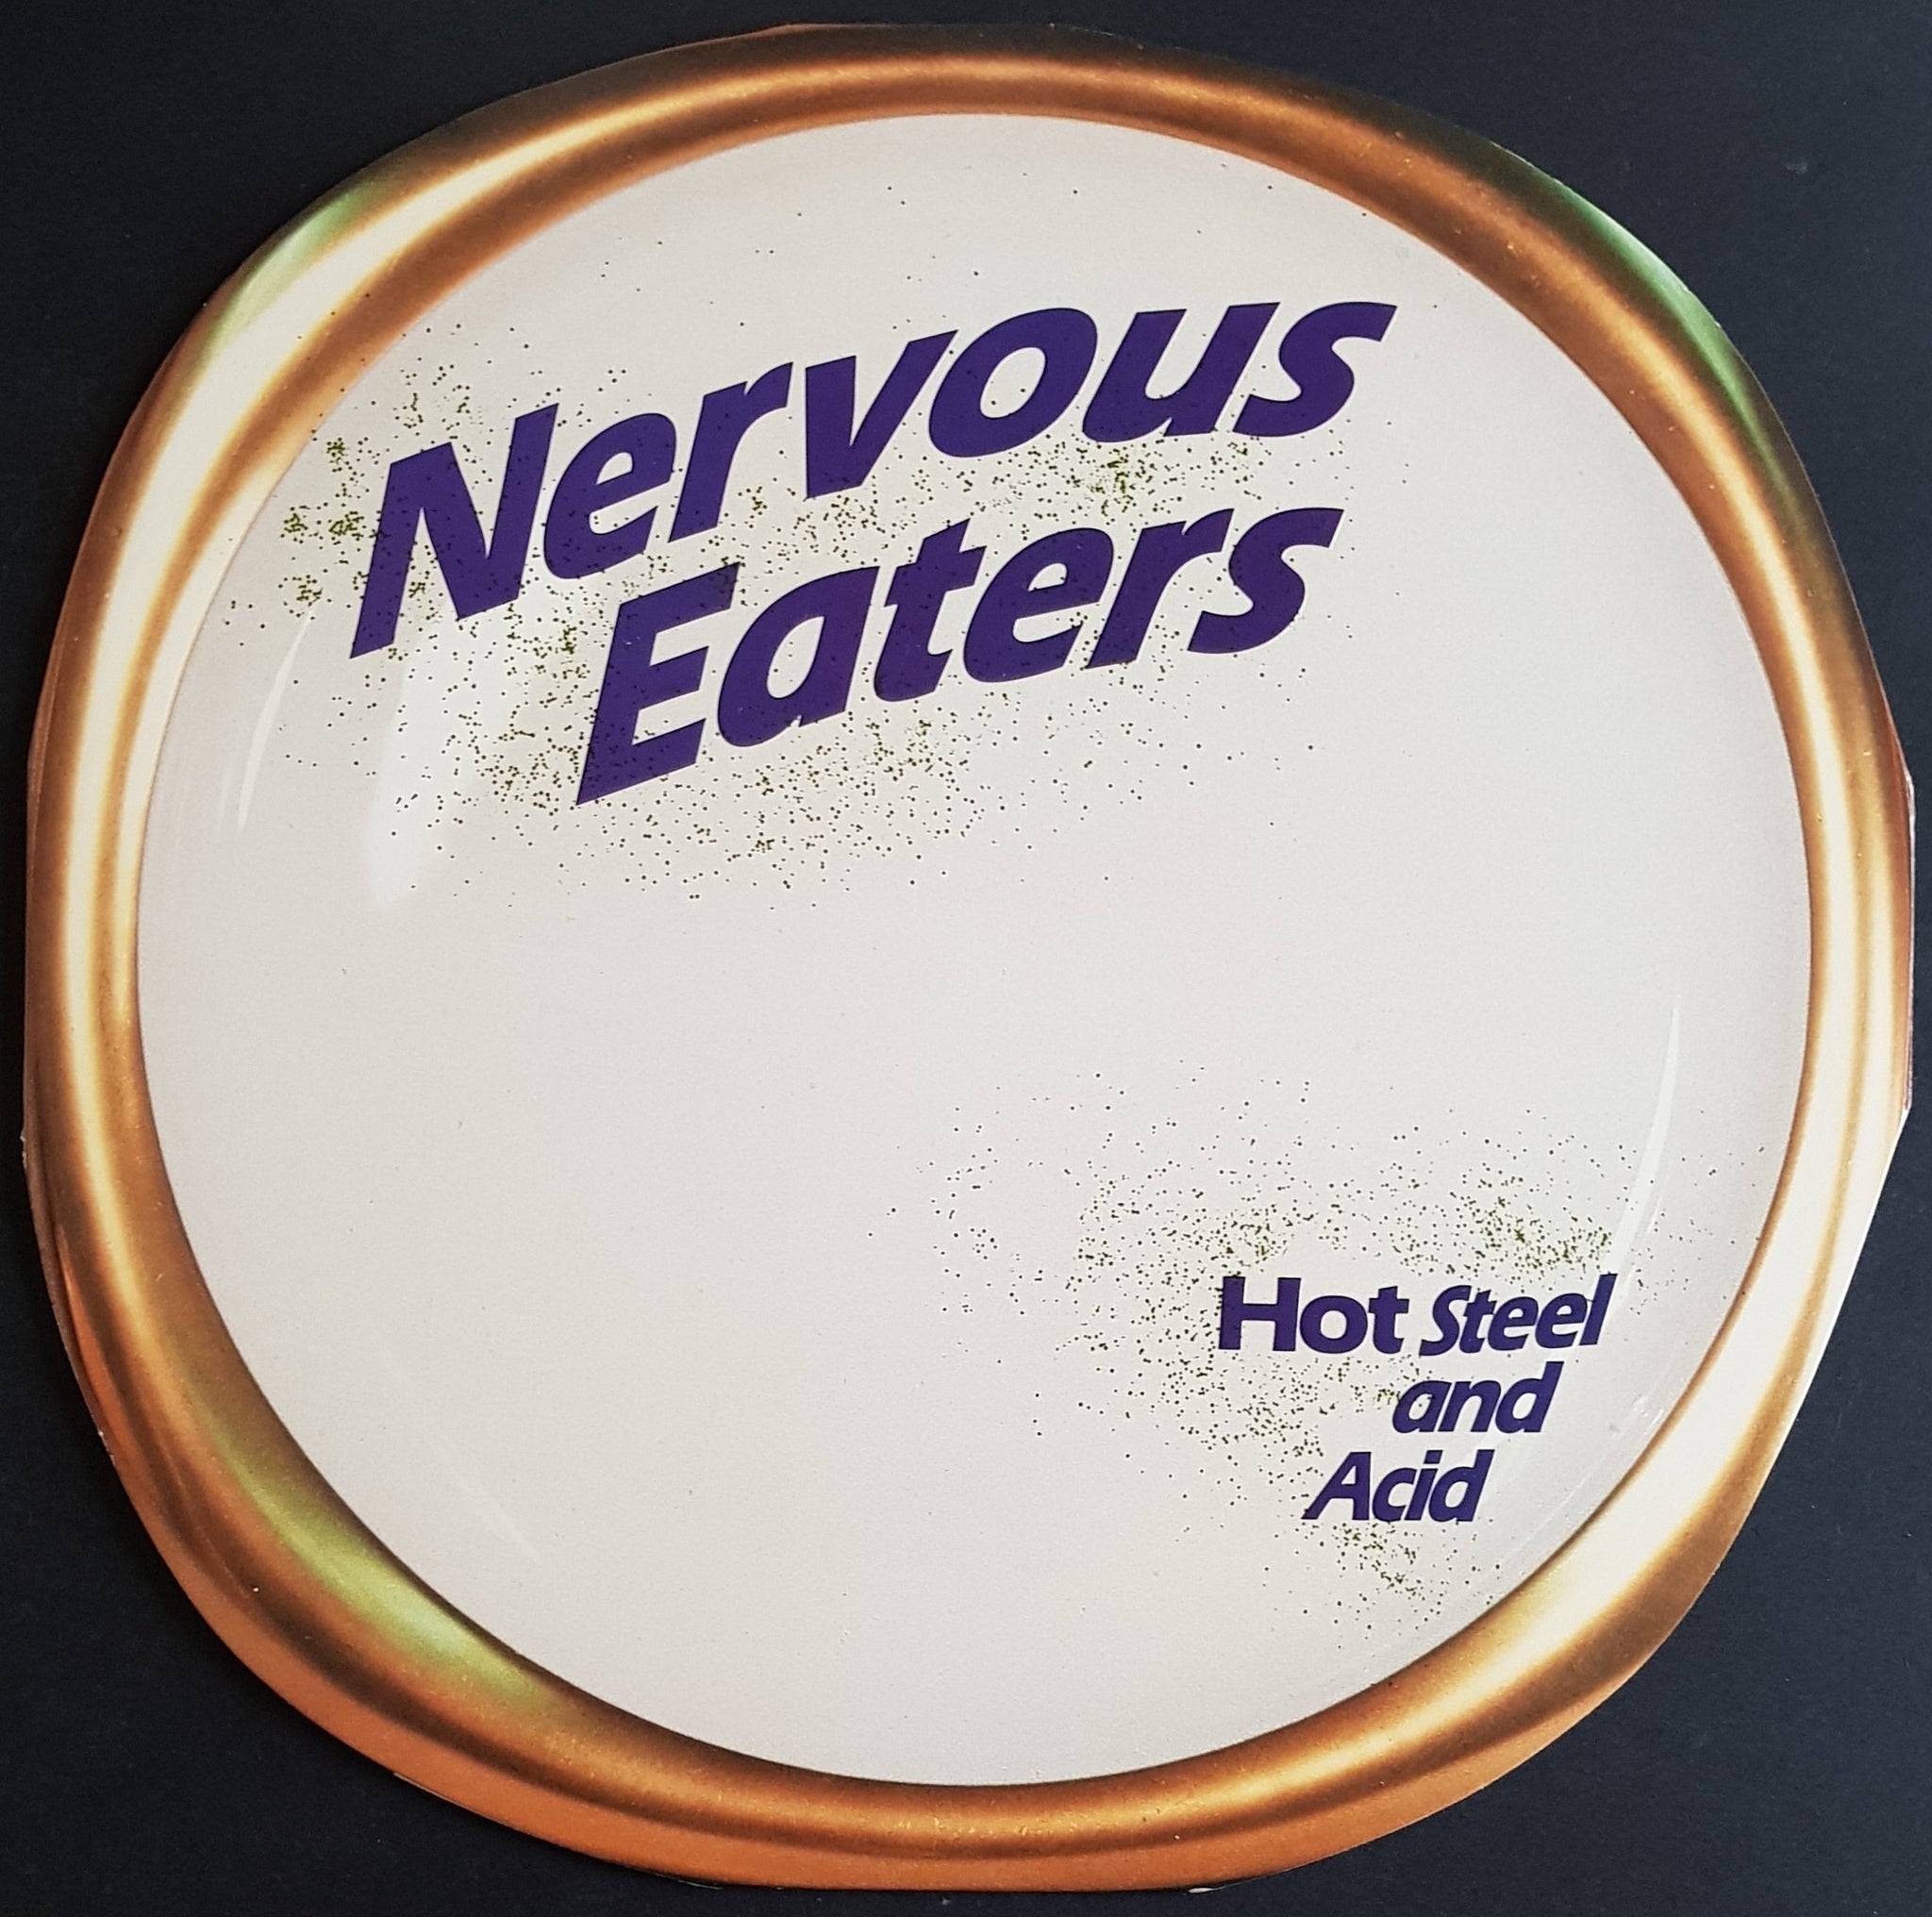 Nervous
Eaters
Hot Steel
and
Acid